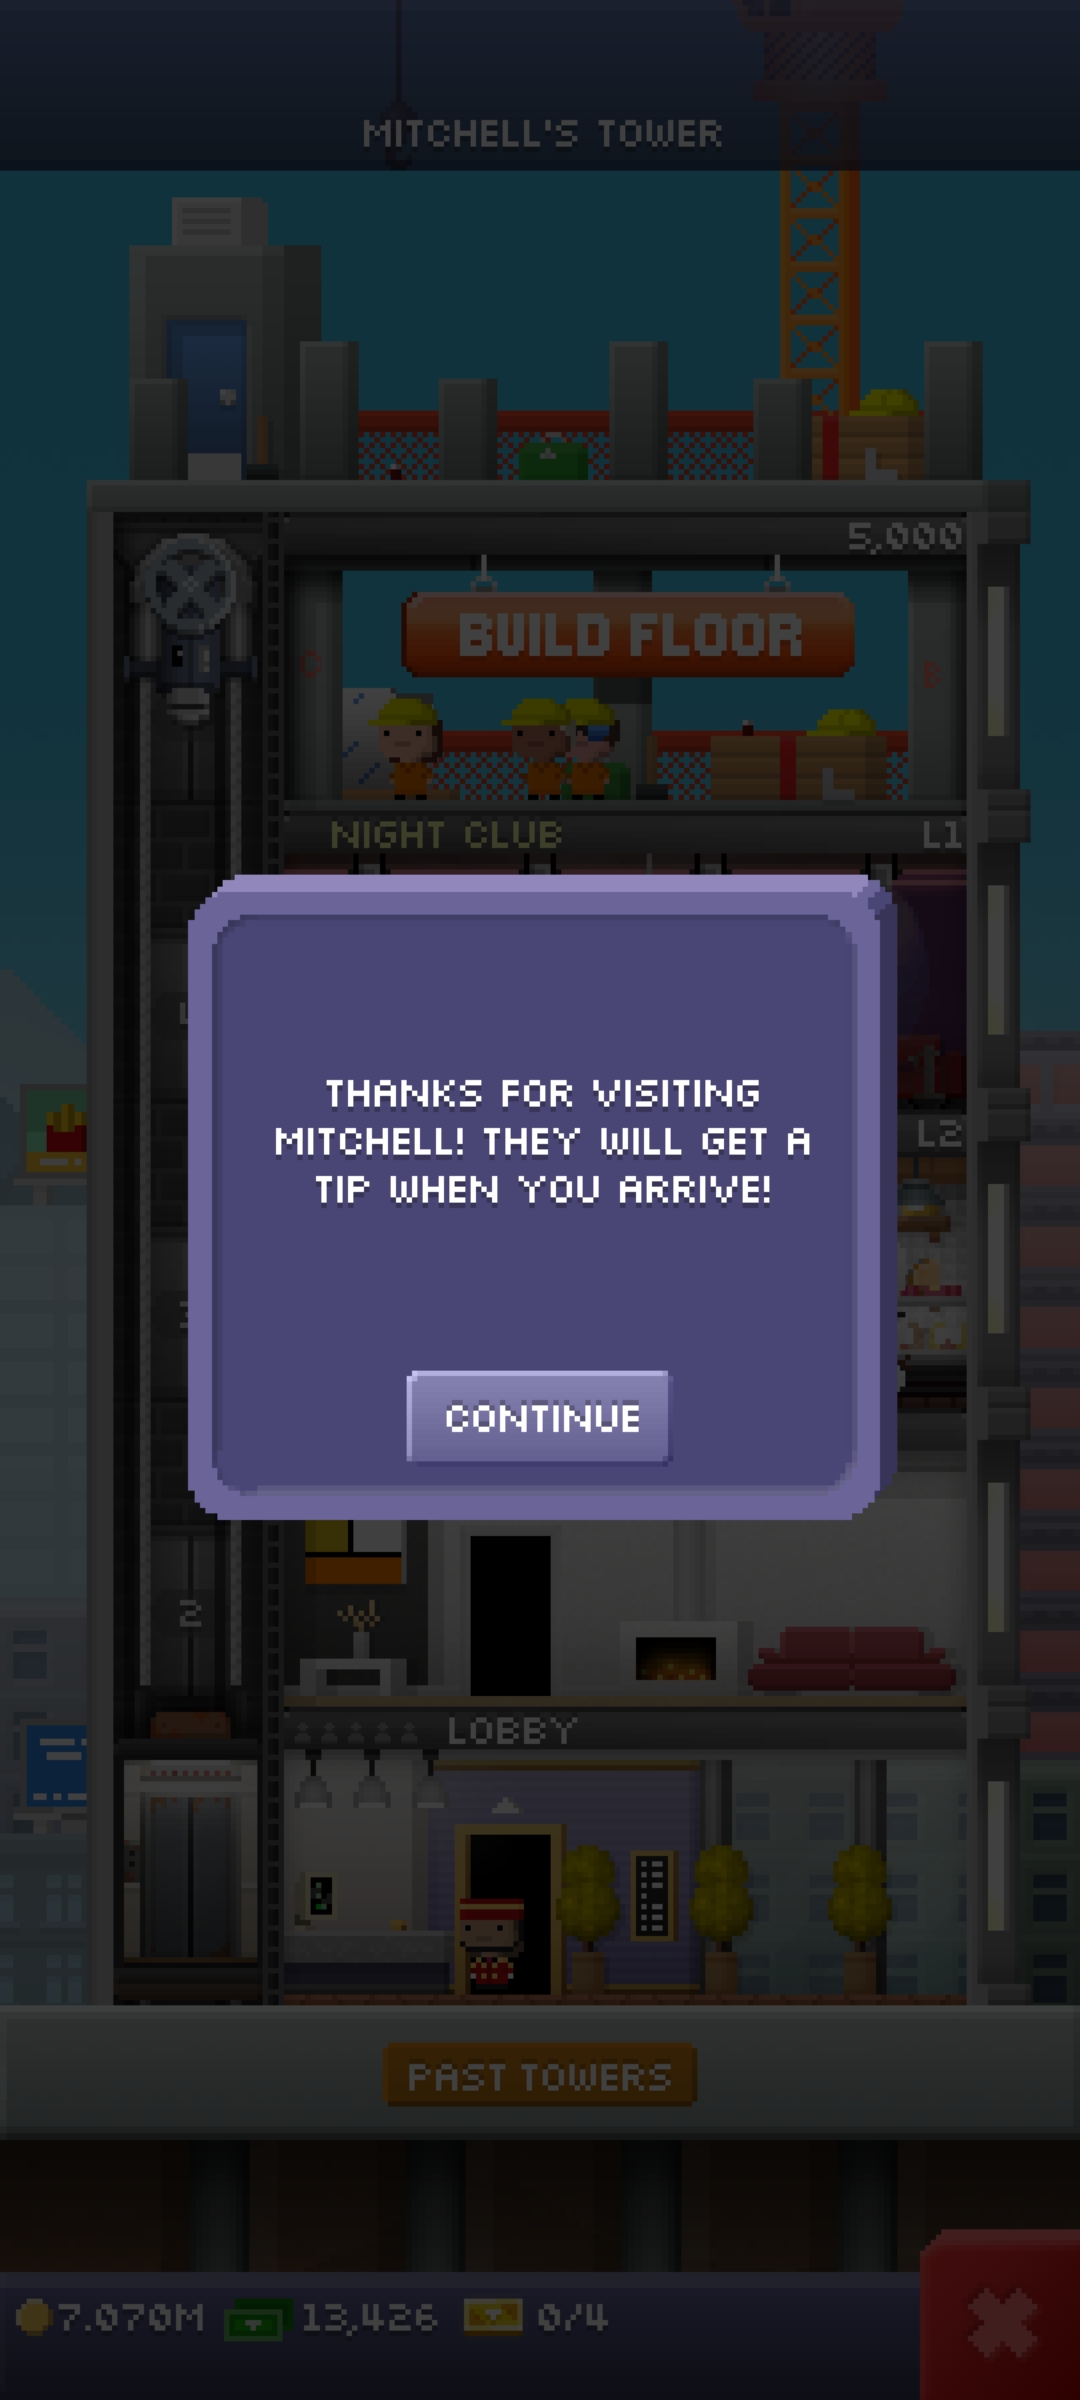 MITCHELL'S TOWER
5,000
BUILD FLOOR
NIGHT CLUB L1
THANKS FOR VISITING
MITCHELL! THEY WILL GET A
TIP WHEN YOU ARRIVE!
L2
CONTINUE
2
LOBBY
PAST TOWERS
7.070M 13,426 0/4